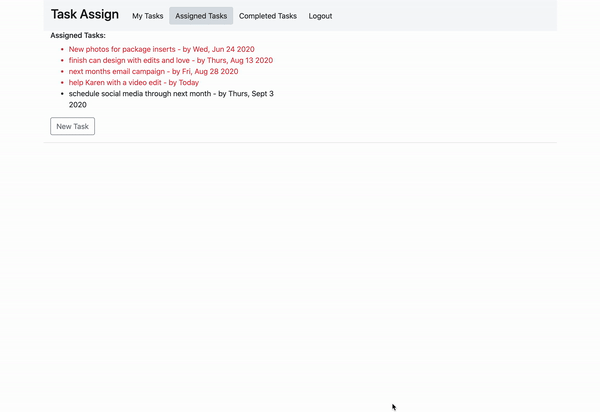 Task Assign My Tasks Assigned Tasks Completed Tasks Logout
Assigned Tasks:
New photos for package inserts - by Wed, Jun 24 2020
finish can design with edits and love - by Thurs, Aug 13 2020
next months email campaign - by Fri, Aug 28 2020
help Karen with a video edit - by Today
schedule social media through next month - by Thurs, Sept 3
2020
New Task